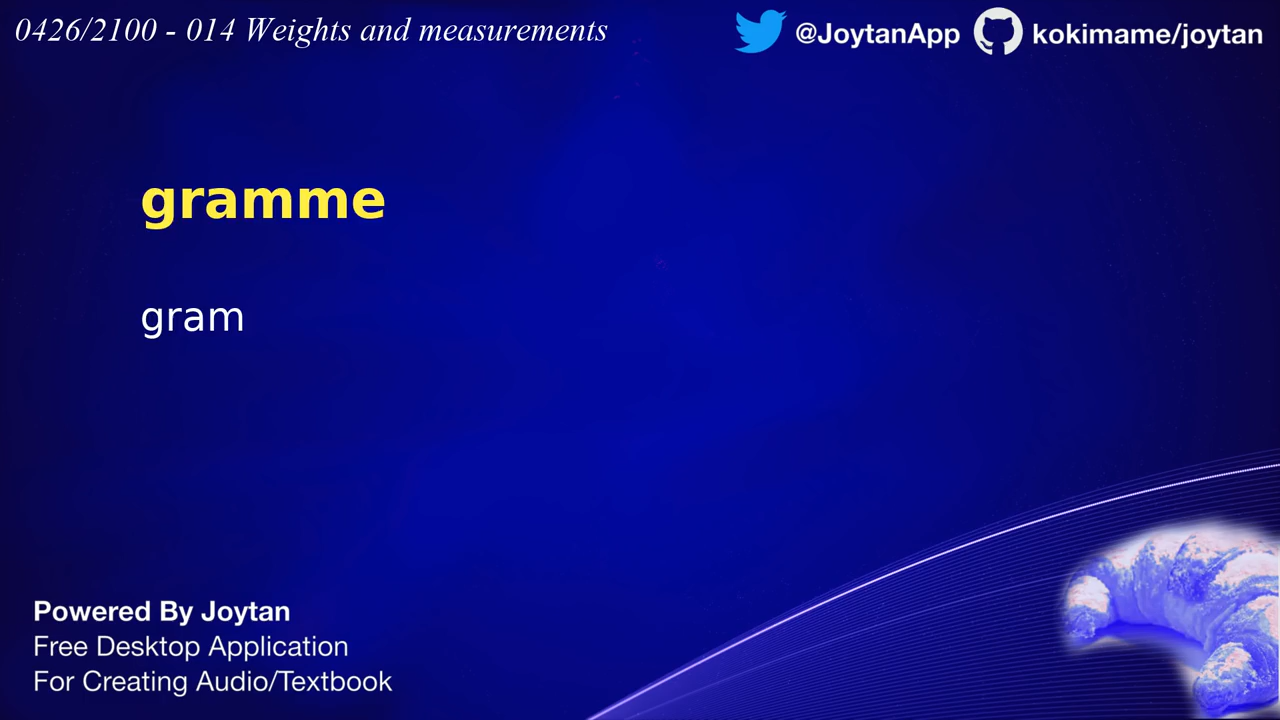 0426/2100 - 014 Weights and measurements
@JoytanApp
kokimame/joytan
gramme
gram
Powered By Joytan
Free Desktop Application
For Creating Audio/Textbook